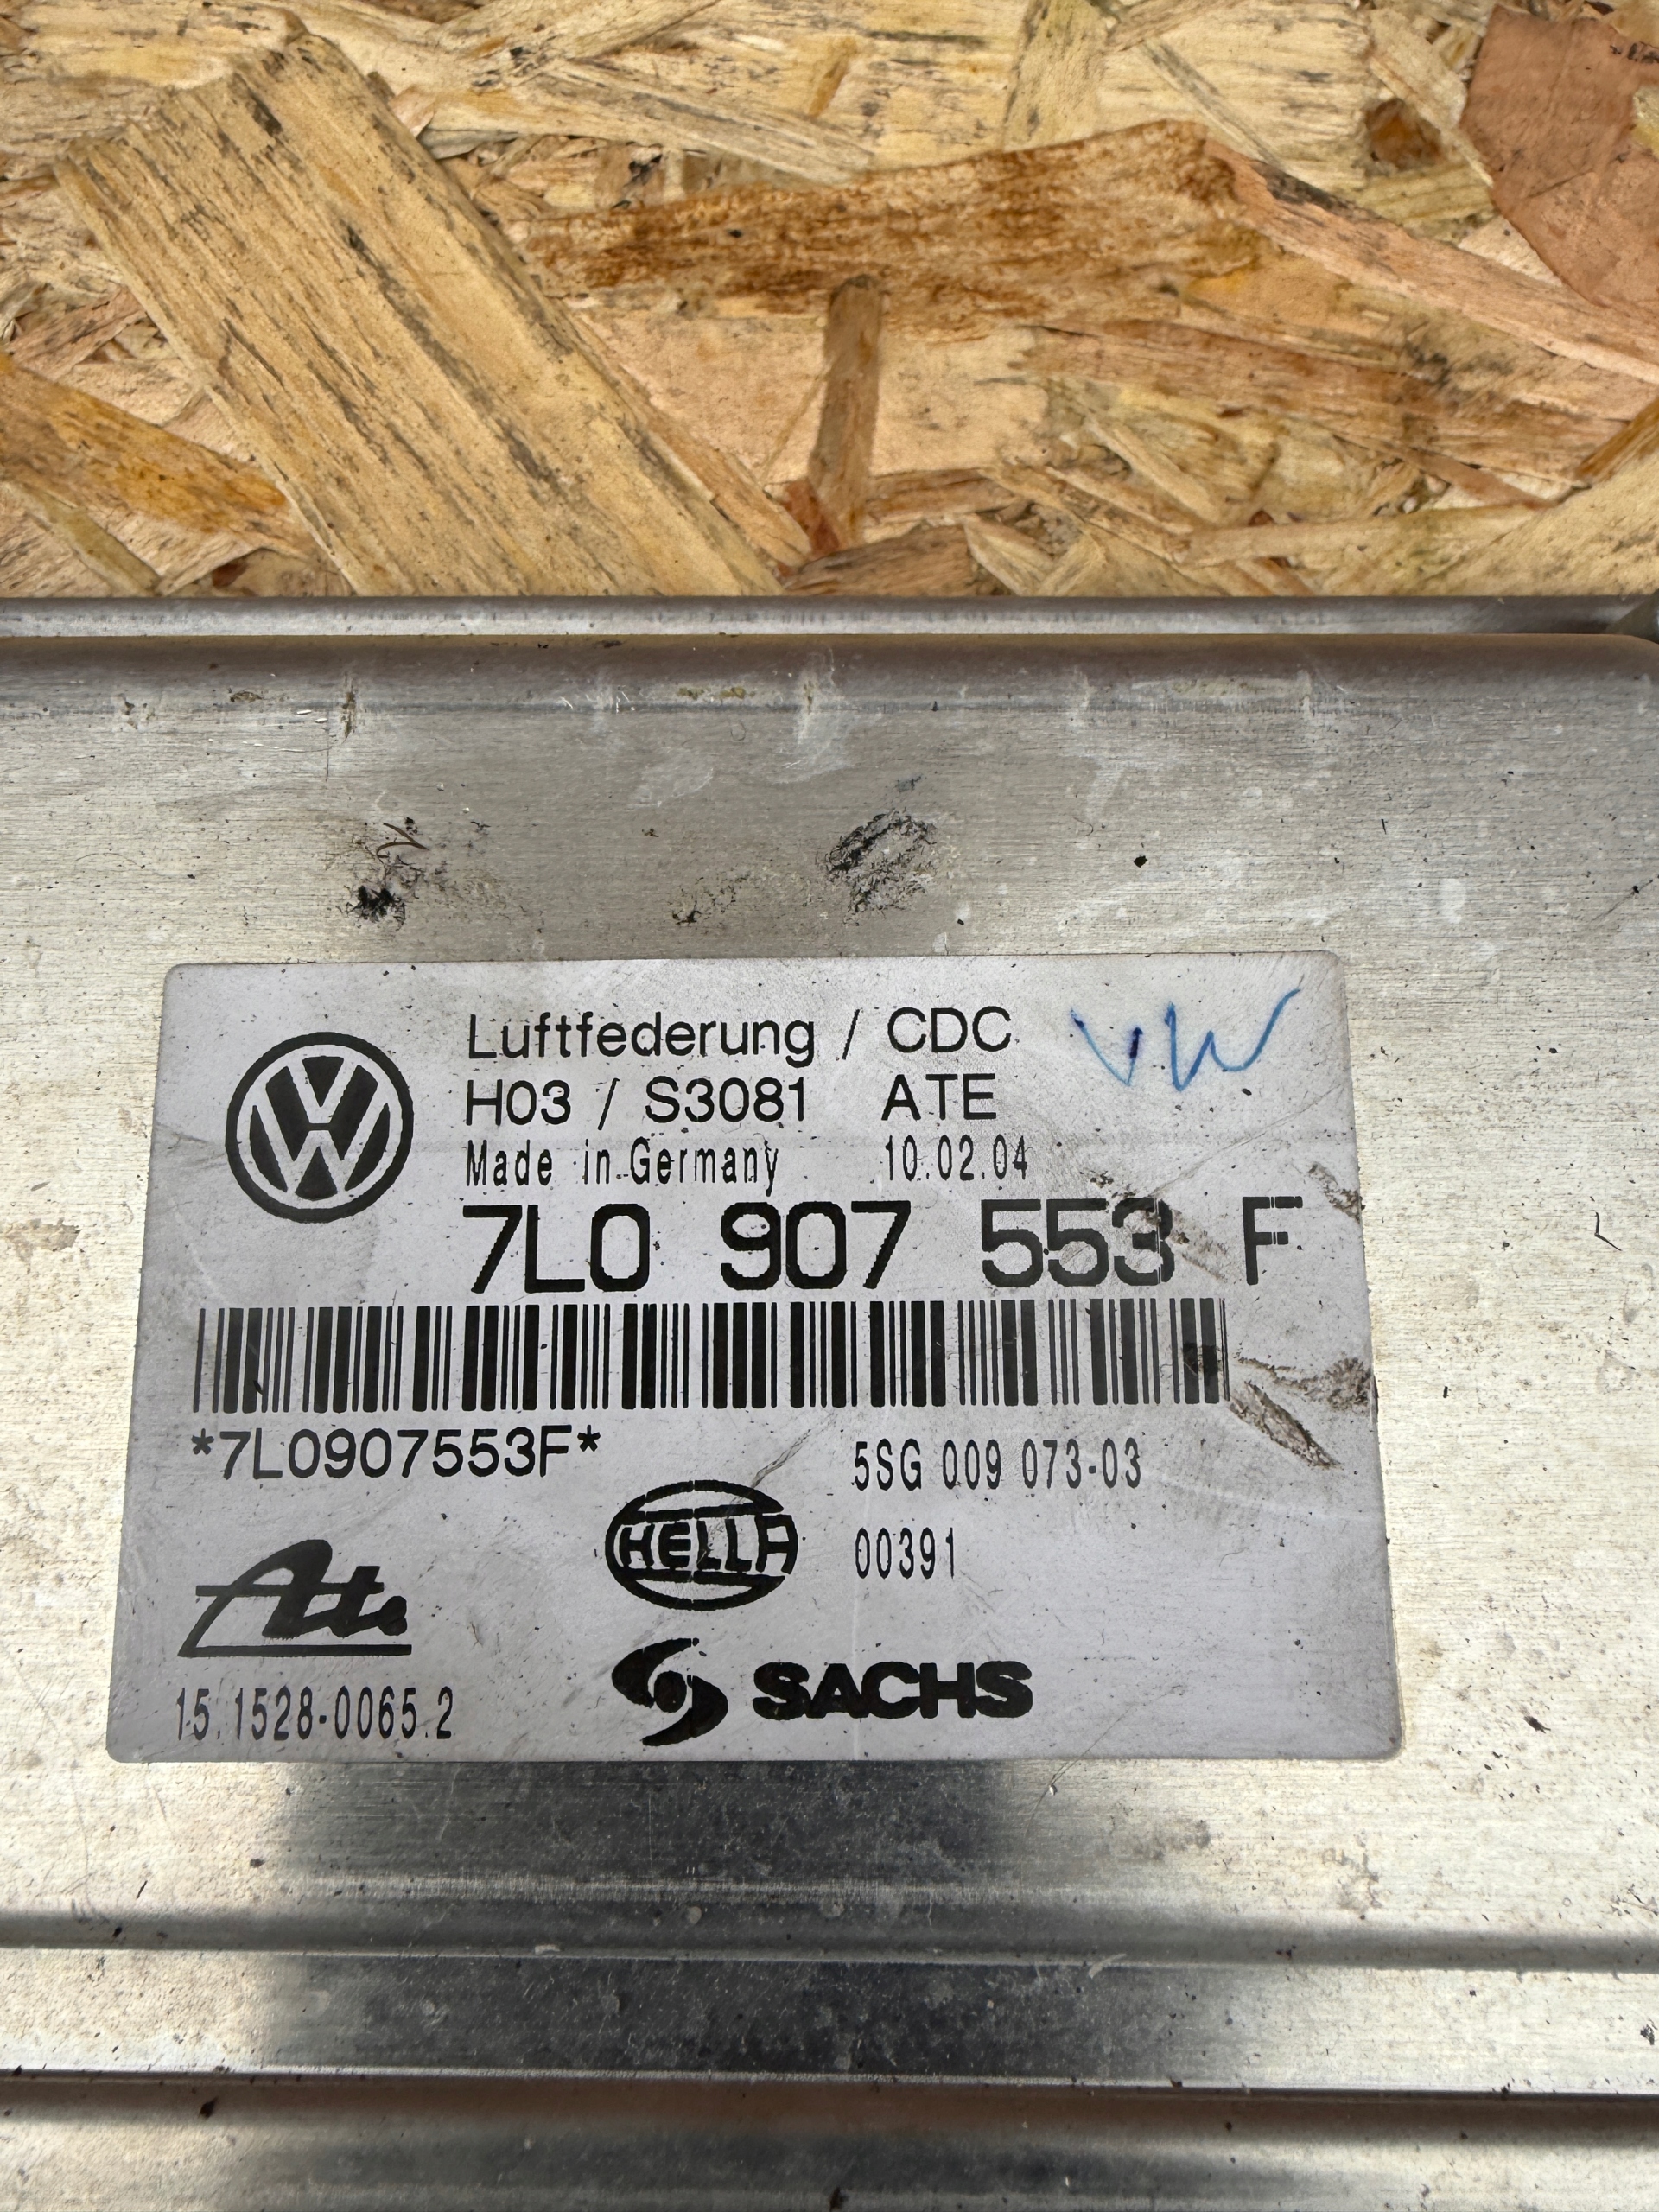 Luftfederung / CDC
VW
H03 / S3081 ATE
Made in Germany 10.02.04
7L0 907 553 F
*7L0907553F*
5SG 009 073-03
HELLA
00391
Ate
SACHS
15.1528-0065.2